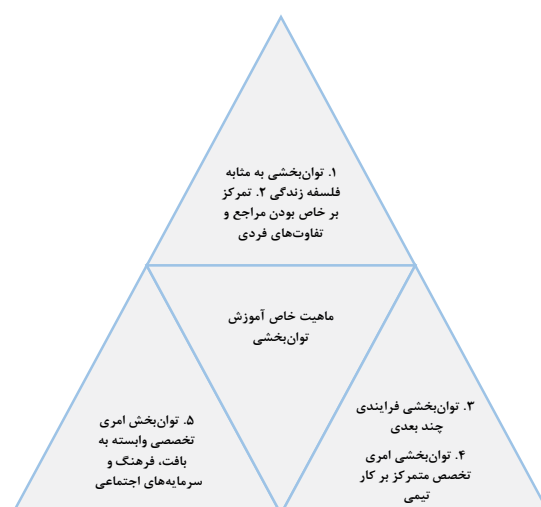 ۱. توان‌بخشی به مثابه
فلسفه زندگی ۲. تمرکز
بر خاص بودن مراجع و
تفاوت‌های فردی
ماهیت خاص آموزش
توان‌بخشی
۳. توان‌بخشی فرایندی
چند بعدی
۴. توان‌بخشی امری
تخصص متمرکز بر کار
تیمی
۵. توان‌بخش امری
تخصصی وابسته به
بافت، فرهنگ و
سرمایه‌های اجتماعی